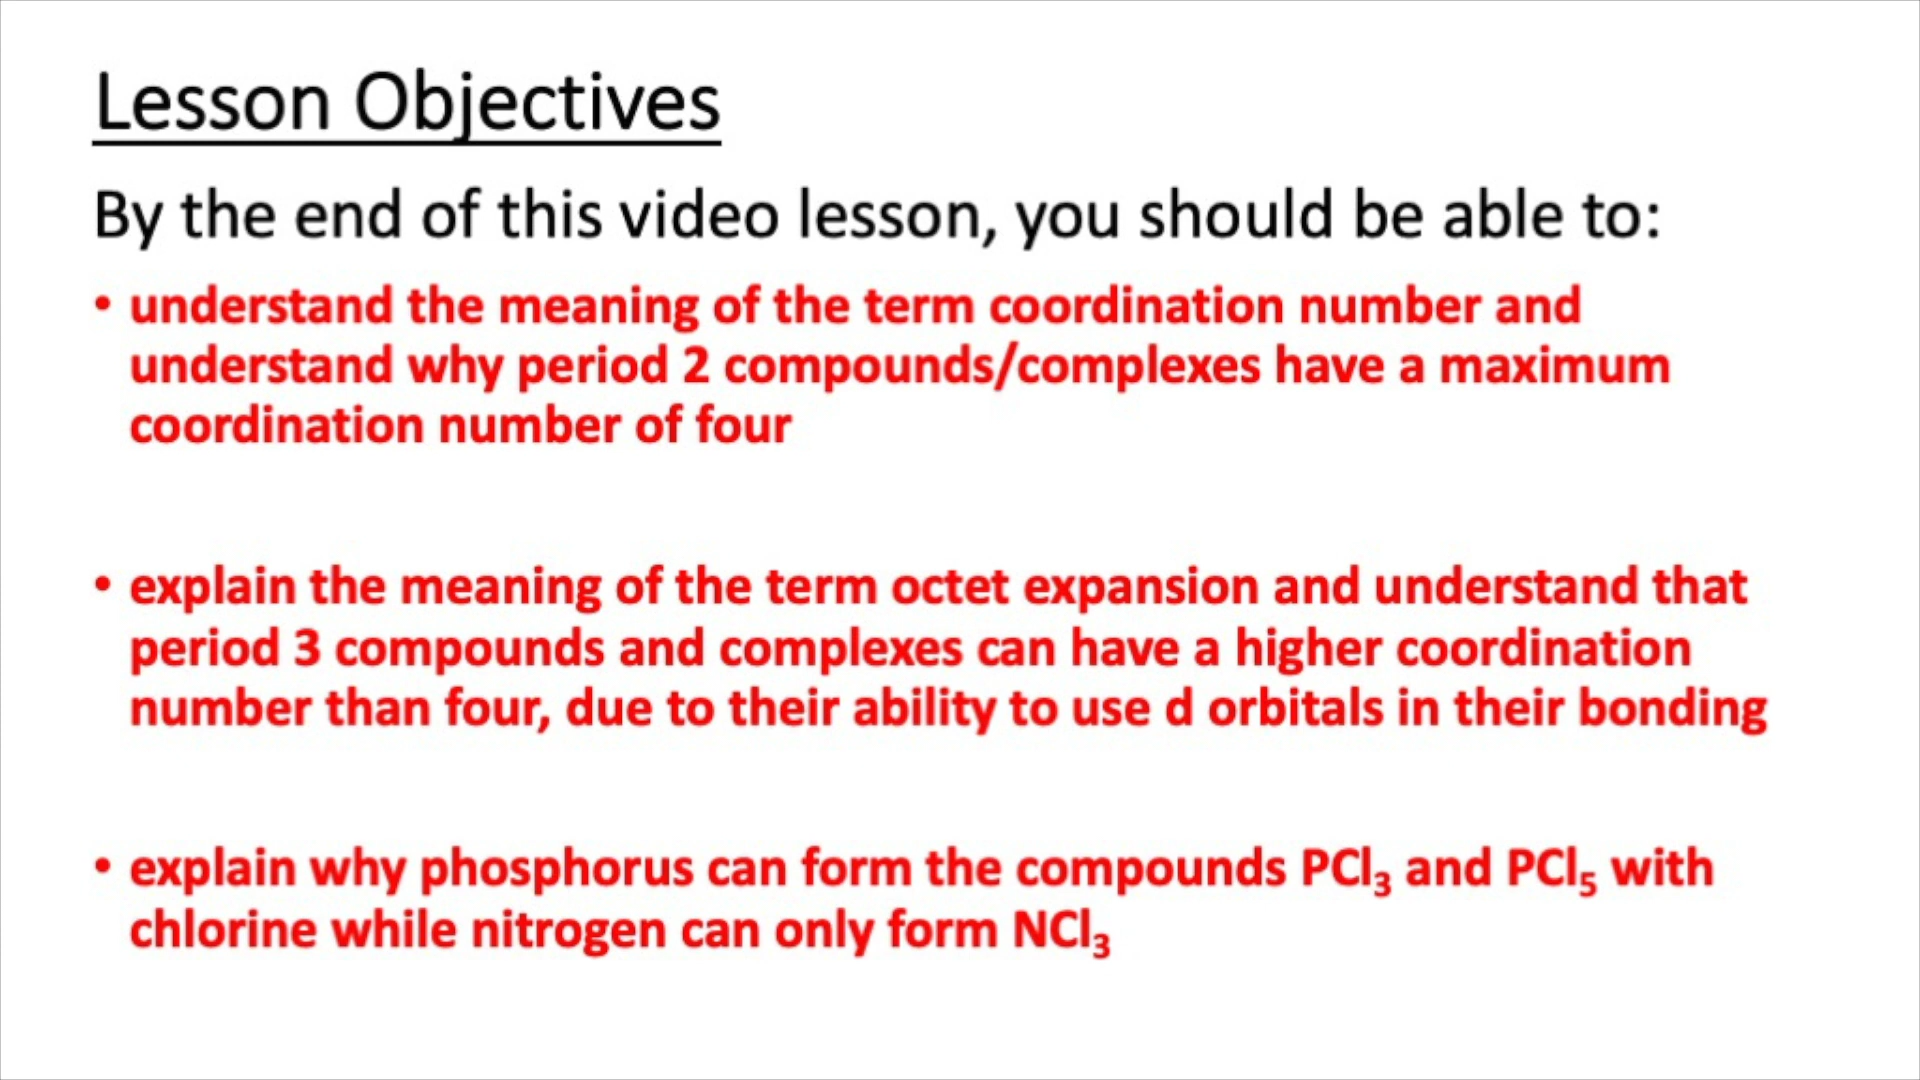 Lesson Objectives
By the end of this video lesson, you should be able to:
• understand the meaning of the term coordination number and
understand why period 2 compounds/complexes have a maximum
coordination number of four
• explain the meaning of the term octet expansion and understand that
period 3 compounds and complexes can have a higher coordination
number than four, due to their ability to use d orbitals in their bonding
• explain why phosphorus can form the compounds PCl₃ and PCl₅ with
chlorine while nitrogen can only form NCl₃